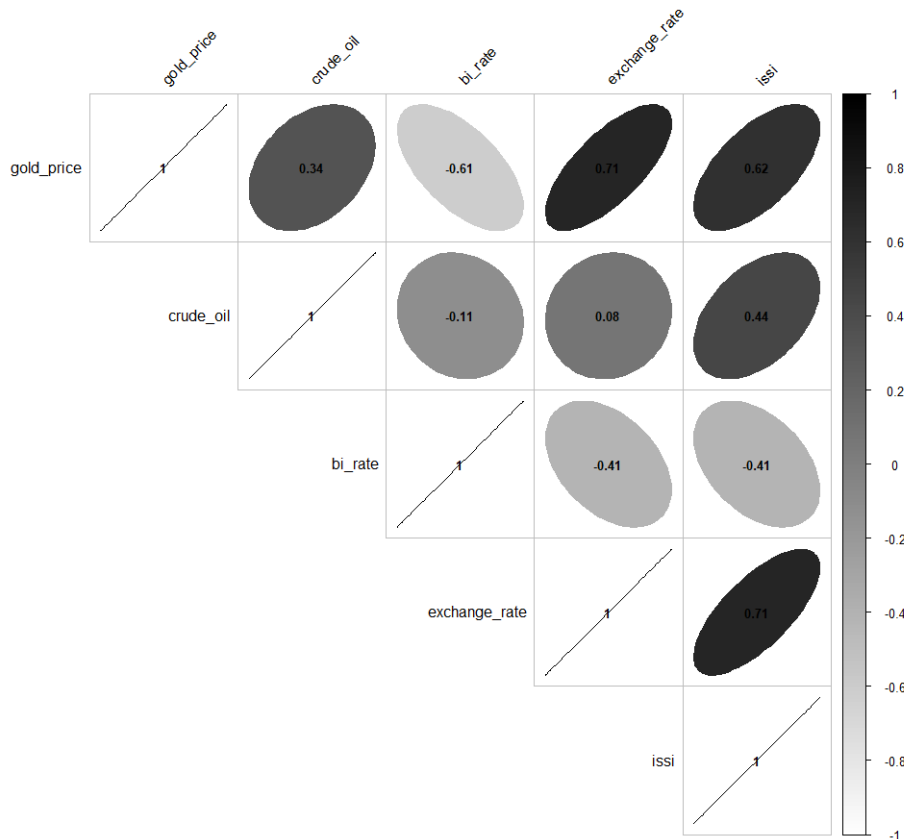 gold_price
crude_oil
bi_rate
exchange_rate
issi
gold_price 1 0.34 -0.61 0.71 0.62
crude_oil 1 -0.11 0.08 0.44
bi_rate 1 -0.41 -0.41
exchange_rate 1 0.71
issi 1
1
0.8
0.6
0.4
0.2
0
-0.2
-0.4
-0.6
-0.8
-1